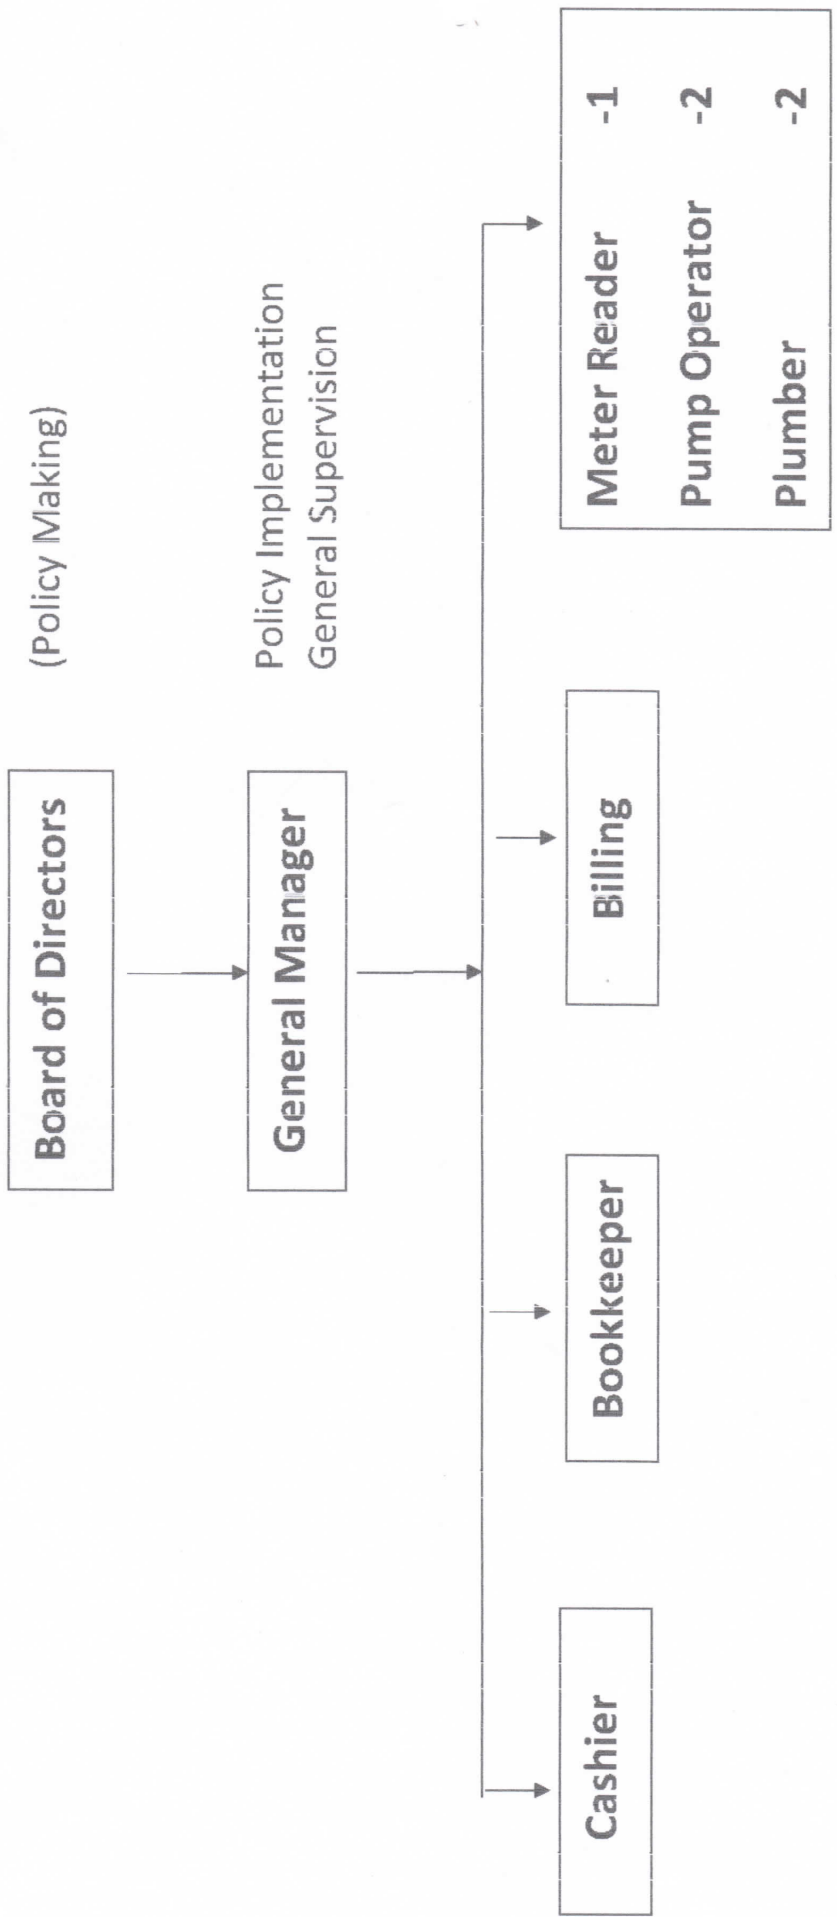 Board of Directors
(Policy Making)
General Manager
Policy Implementation
General Supervision
Cashier
Bookkeeper
Billing
Meter Reader -1
Pump Operator -2
Plumber -2